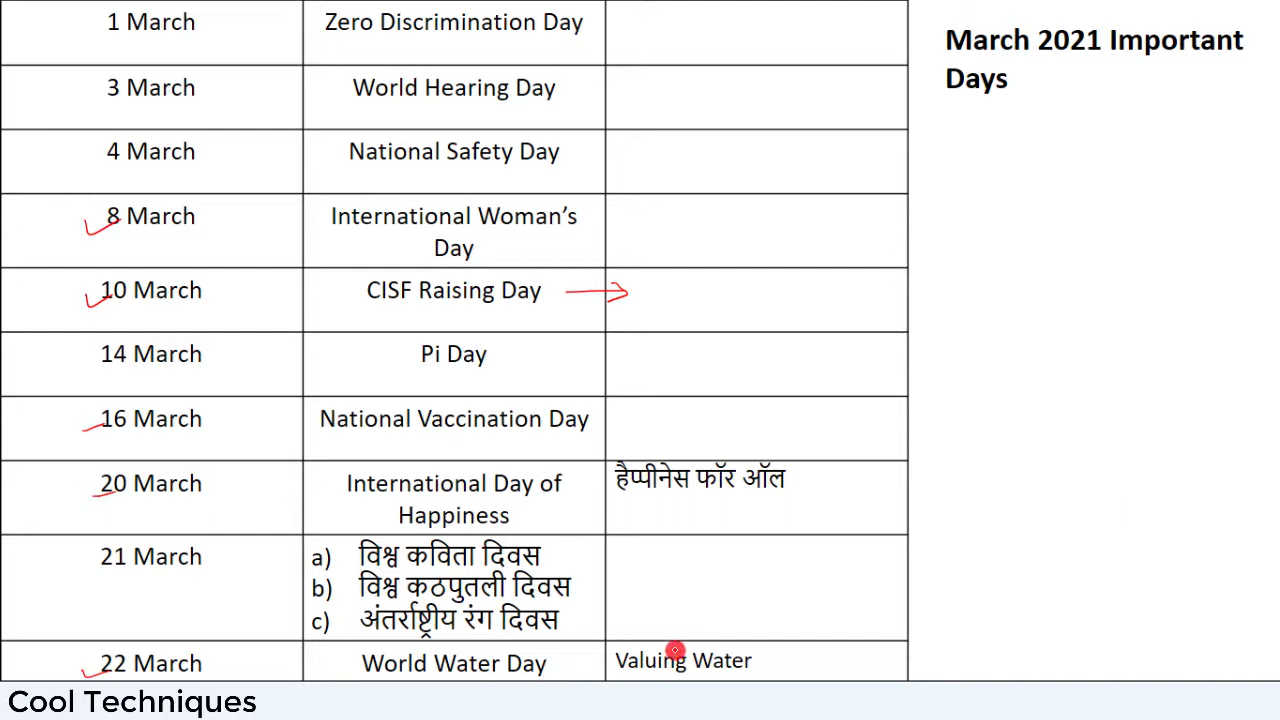 1 March Zero Discrimination Day
3 March World Hearing Day
4 March National Safety Day
8 March International Woman’s
Day
10 March CISF Raising Day
14 March Pi Day
16 March National Vaccination Day
20 March International Day of हैप्पीनेस फॉर ऑल
Happiness
21 March a) विश्व कविता दिवस
b) विश्व कठपुतली दिवस
c) अंतर्राष्ट्रीय रंग दिवस
22 March World Water Day Valuing Water
March 2021 Important
Days
Cool Techniques